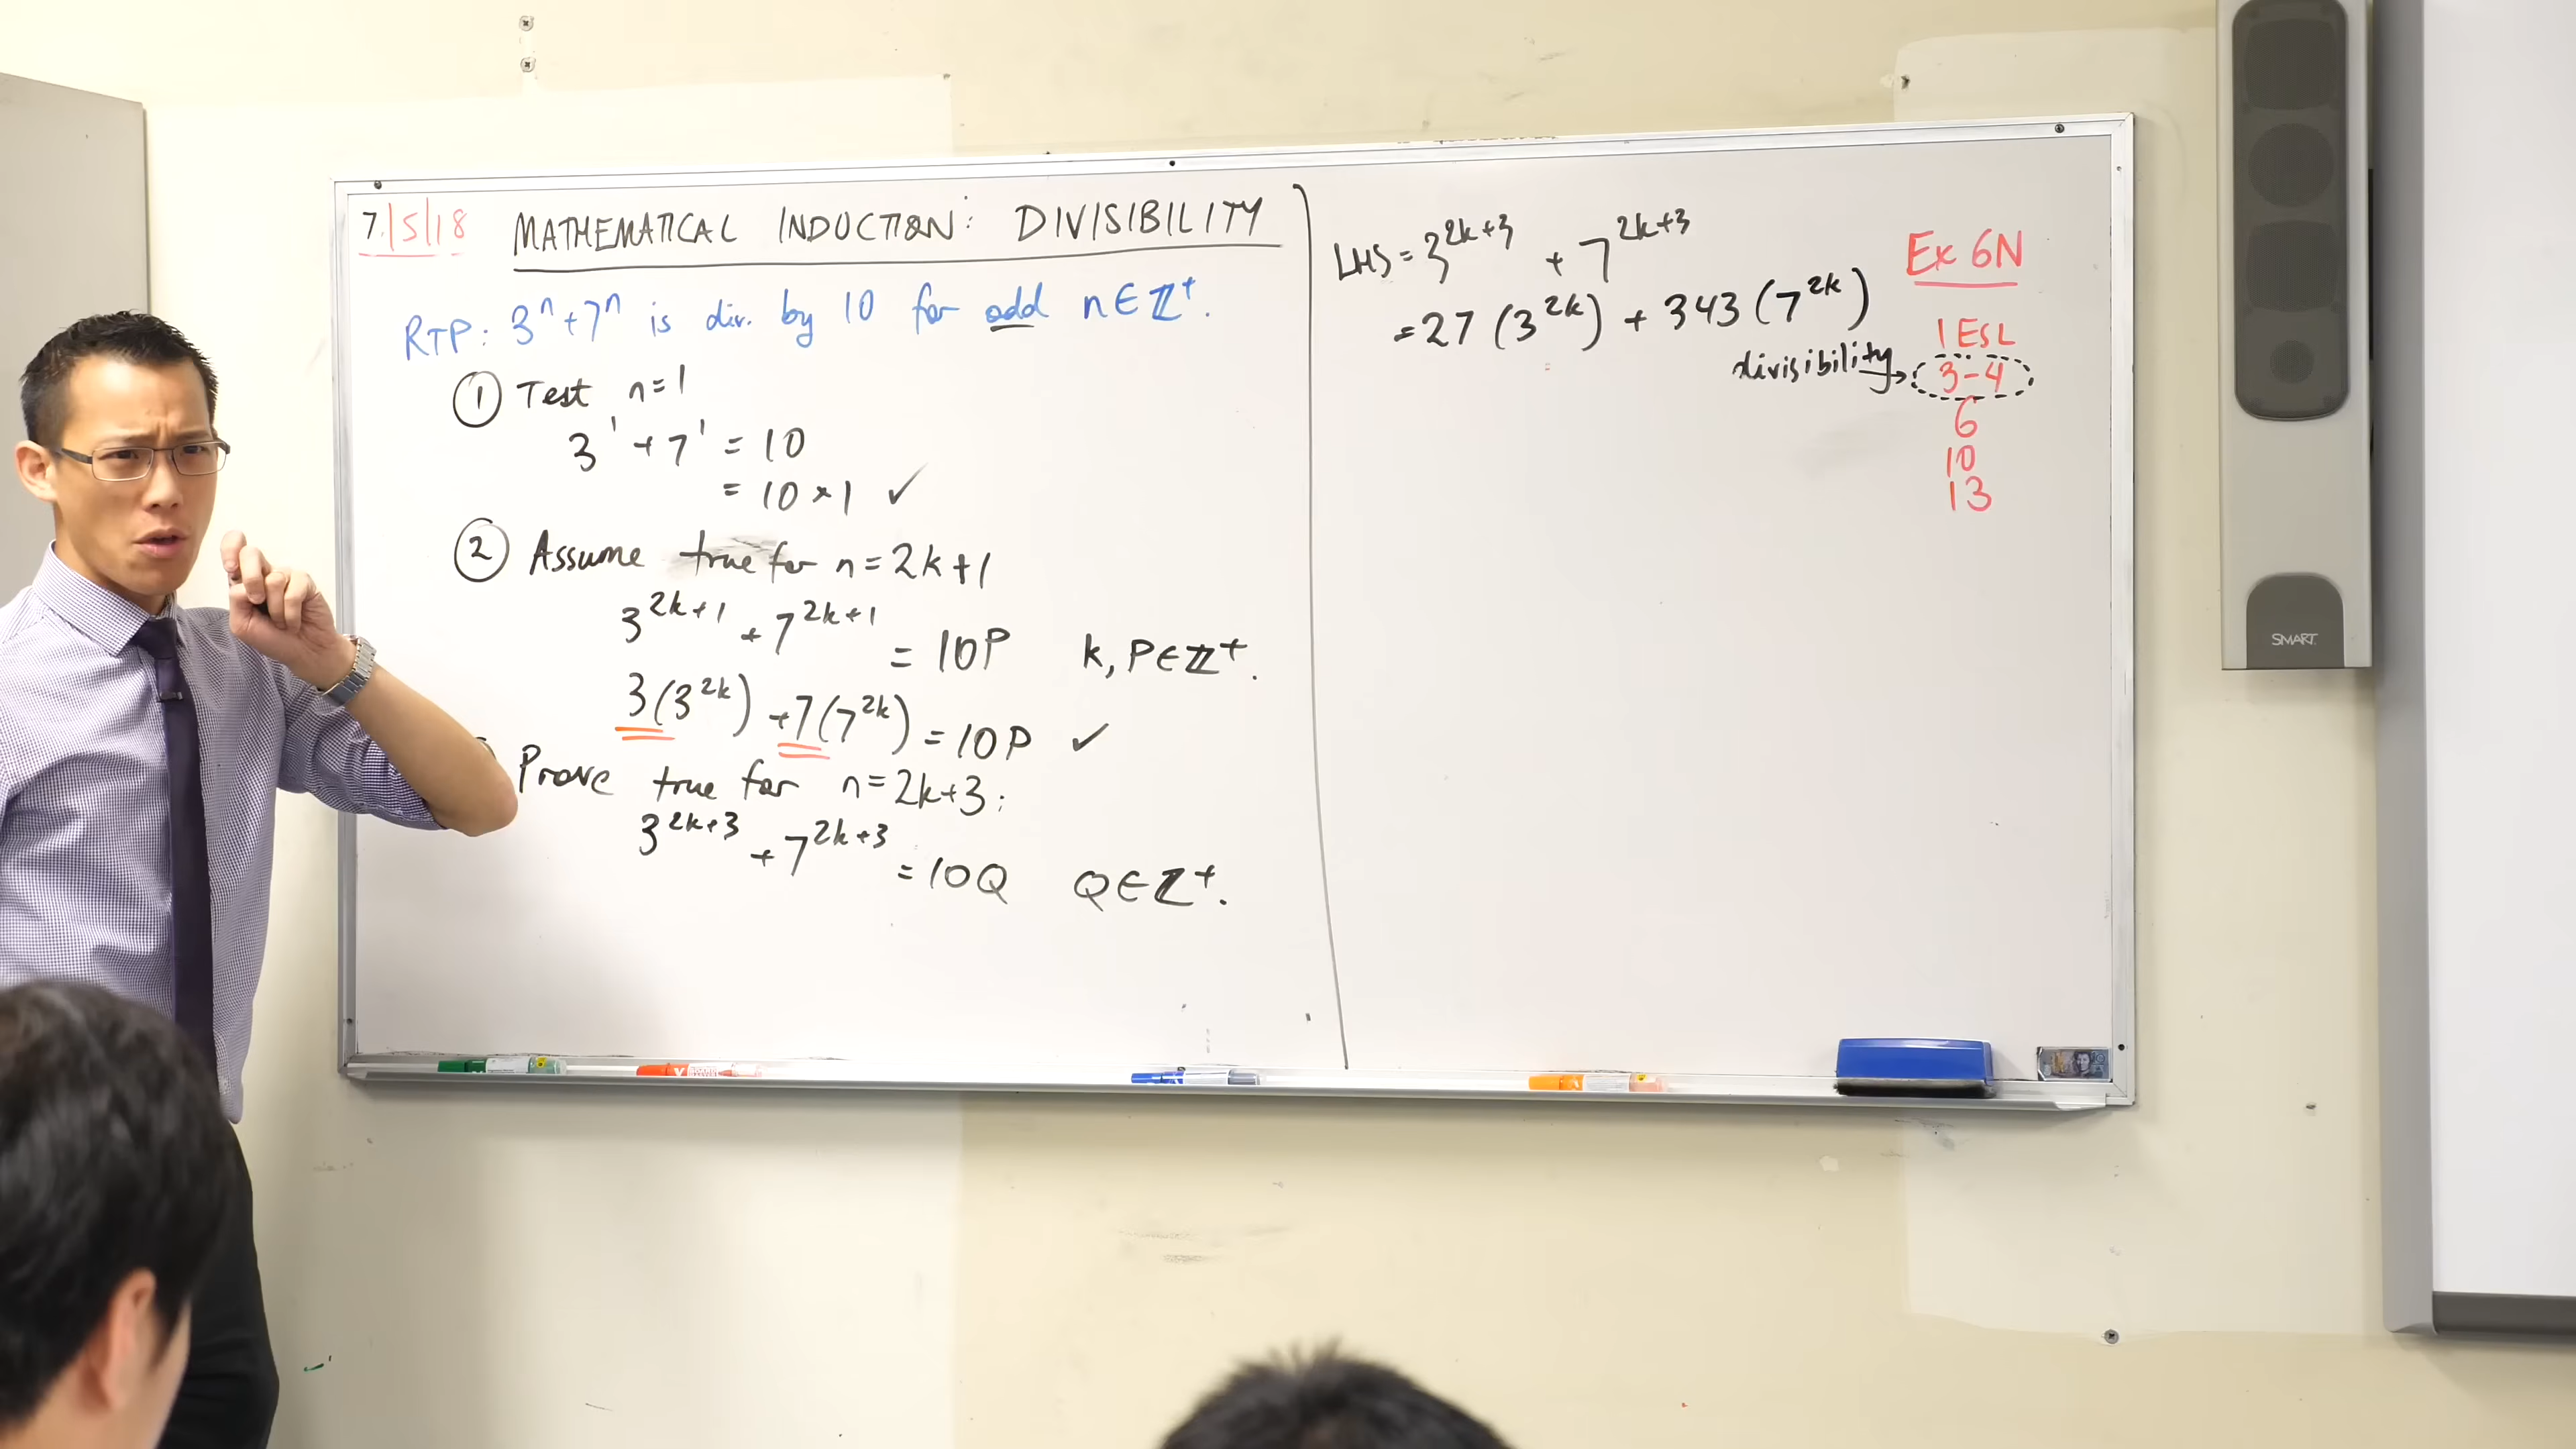 7/5/18 MATHEMATICAL INDUCTION: DIVISIBILITY
RTP: 3ⁿ+7ⁿ is div. by 10 for odd n∈ℤ⁺.
① Test n=1
3¹+7¹ = 10
= 10×1 ✓
② Assume true for n=2k+1
3^(2k+1) + 7^(2k+1) = 10P k, P∈ℤ⁺.
3(3^(2k)) + 7(7^(2k)) = 10P ✓
Prove true for n=2k+3:
3^(2k+3) + 7^(2k+3) = 10Q Q∈ℤ⁺.
LHS = 3^(2k+3) + 7^(2k+3)
= 27(3^(2k)) + 343(7^(2k))
divisibility →
Ex 6N
1 ESL
3-4
6
10
13
SMART